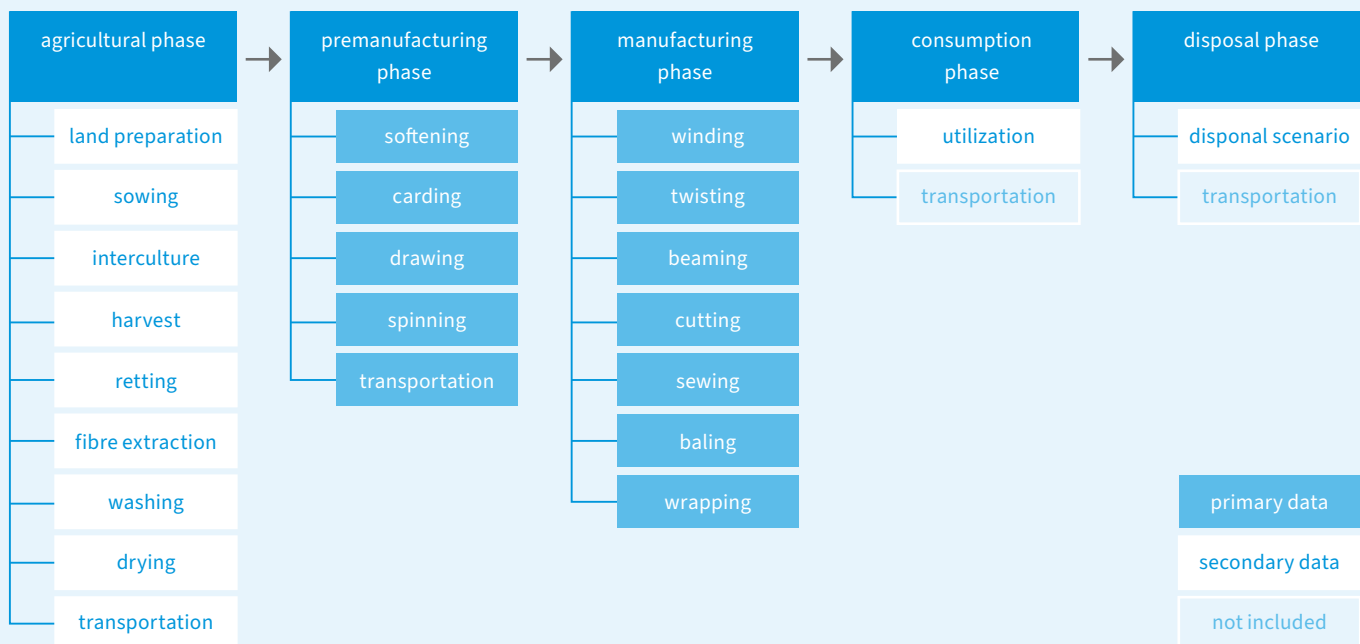 agricultural phase
premanufacturing
phase
manufacturing
phase
consumption
phase
disposal phase
land preparation
sowing
interculture
harvest
retting
fibre extraction
washing
drying
transportation
softening
carding
drawing
spinning
transportation
winding
twisting
beaming
cutting
sewing
baling
wrapping
utilization
transportation
disponal scenario
transportation
primary data
secondary data
not included